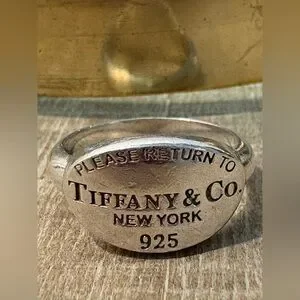 PLEASE RETURN TO
TIFFANY & CO.
NEW YORK
925